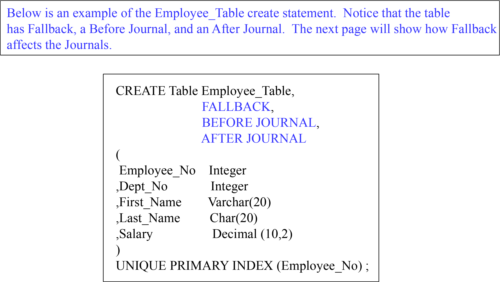 Below is an example of the Employee_Table create statement.  Notice that the table
has Fallback, a Before Journal, and an After Journal.  The next page will show how Fallback
affects the Journals.
CREATE Table Employee_Table,
FALLBACK,
BEFORE JOURNAL,
AFTER JOURNAL
(
Employee_No    Integer
,Dept_No    Integer
,First_Name    Varchar(20)
,Last_Name    Char(20)
,Salary    Decimal (10,2)
)
UNIQUE PRIMARY INDEX (Employee_No) ;